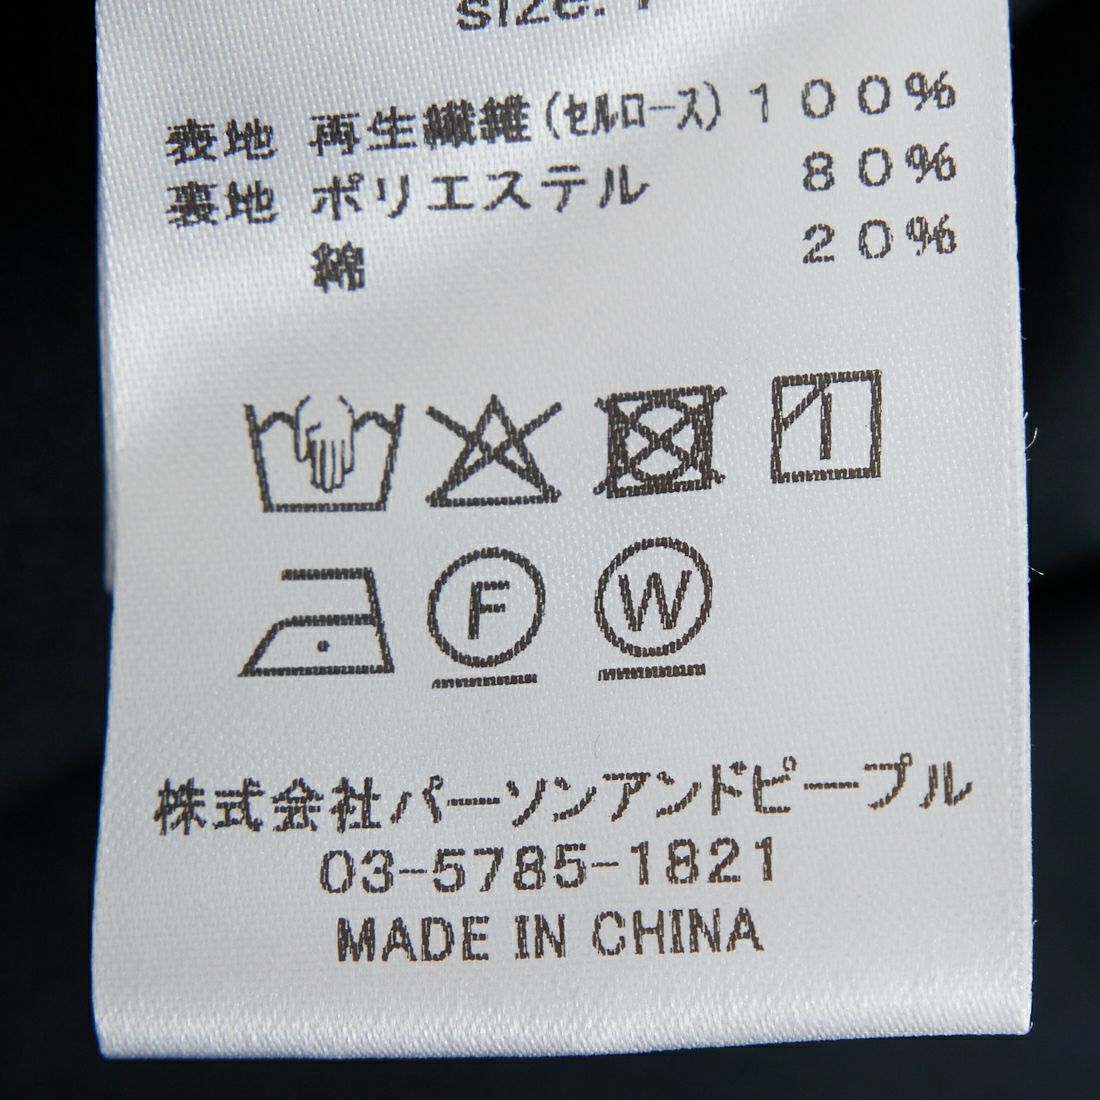 size:
表地 再生繊維(セルロース) 100%
裏地 ポリエステル 80%
綿 20%
F W
株式会社パーソンアンドピープル
03-5785-1821
MADE IN CHINA